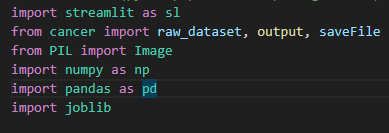 import streamlit as sl
from cancer import raw_dataset, output, saveFile
from PIL import Image
import numpy as np
import pandas as pd
import joblib